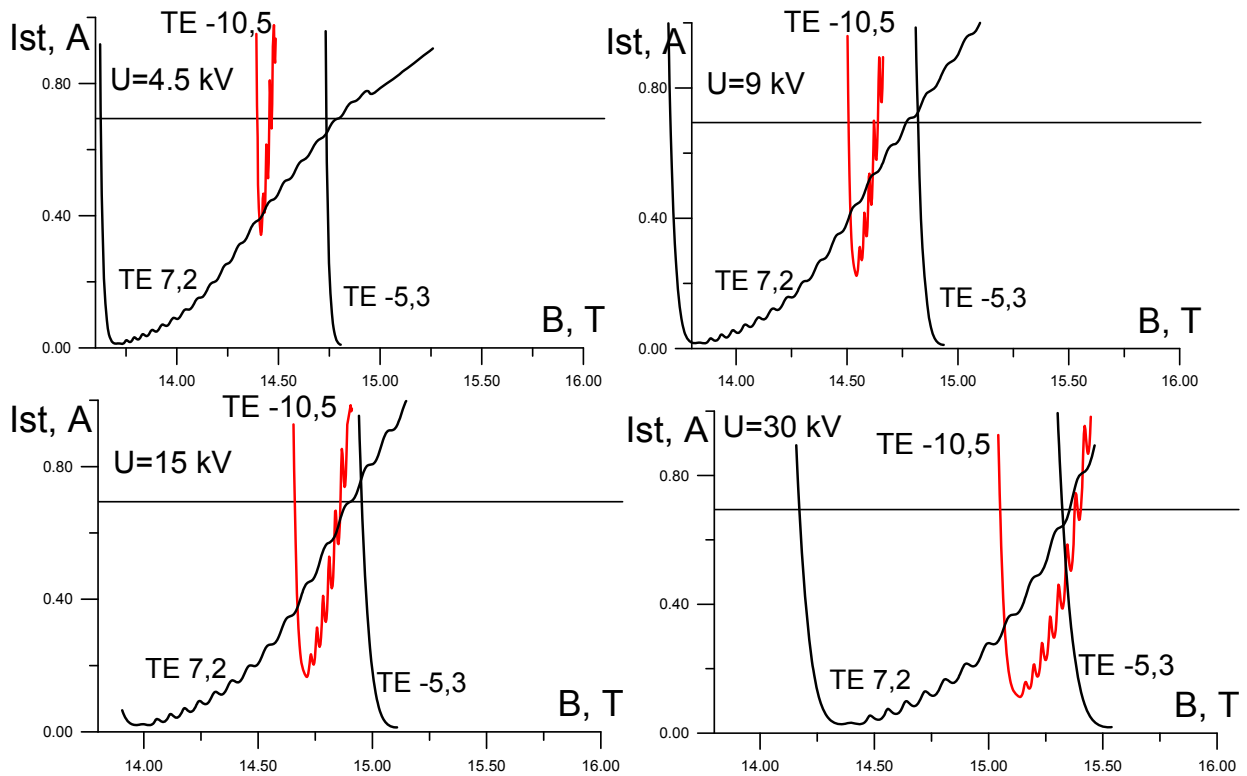 TE -10,5
Ist, A
U=4.5 kV
0.80
0.40
TE 7,2
TE -5,3
B, T
0.00
14.00 14.50 15.00 15.50 16.00
TE -10,5
Ist, A
U=9 kV
0.80
0.40
TE 7,2
TE -5,3
B, T
0.00
14.00 14.50 15.00 15.50 16.00
TE -10,5
Ist, A
U=15 kV
0.80
0.40
TE 7,2
TE -5,3
B, T
0.00
14.00 14.50 15.00 15.50 16.00
Ist, A
U=30 kV
TE -10,5
0.80
0.40
TE 7,2
TE -5,3
B, T
0.00
14.00 14.50 15.00 15.50 16.00